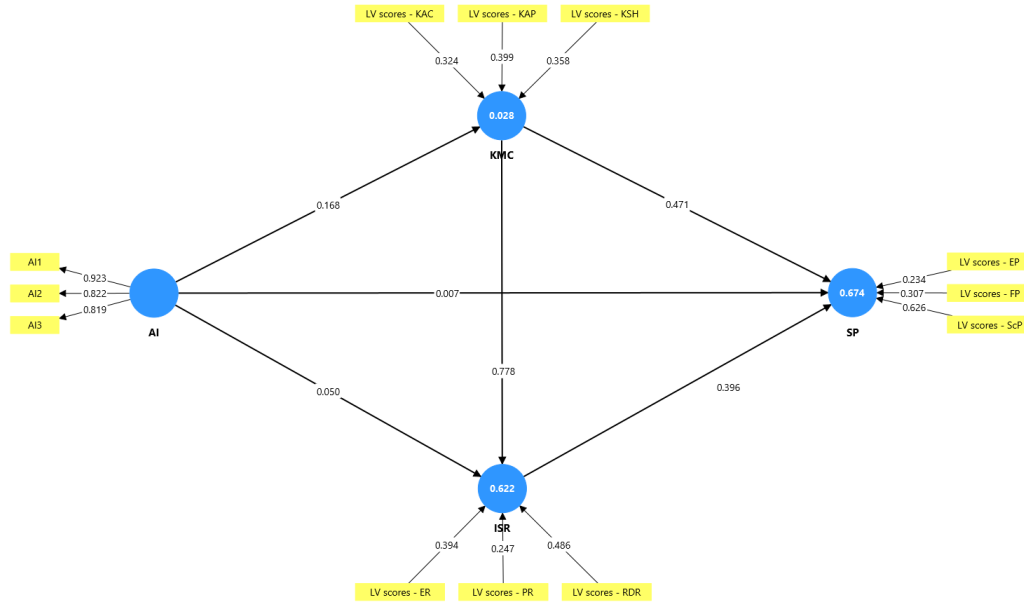 LV scores - KAC
LV scores - KAP
LV scores - KSH
0.324
0.399
0.358
0.028
KMC
0.168
0.471
AI1
AI2
AI3
0.923
0.822
0.819
AI
0.007
0.674
SP
0.234
0.307
0.626
LV scores - EP
LV scores - FP
LV scores - ScP
0.778
0.050
0.396
0.622
ISR
0.394
0.247
0.486
LV scores - ER
LV scores - PR
LV scores - RDR